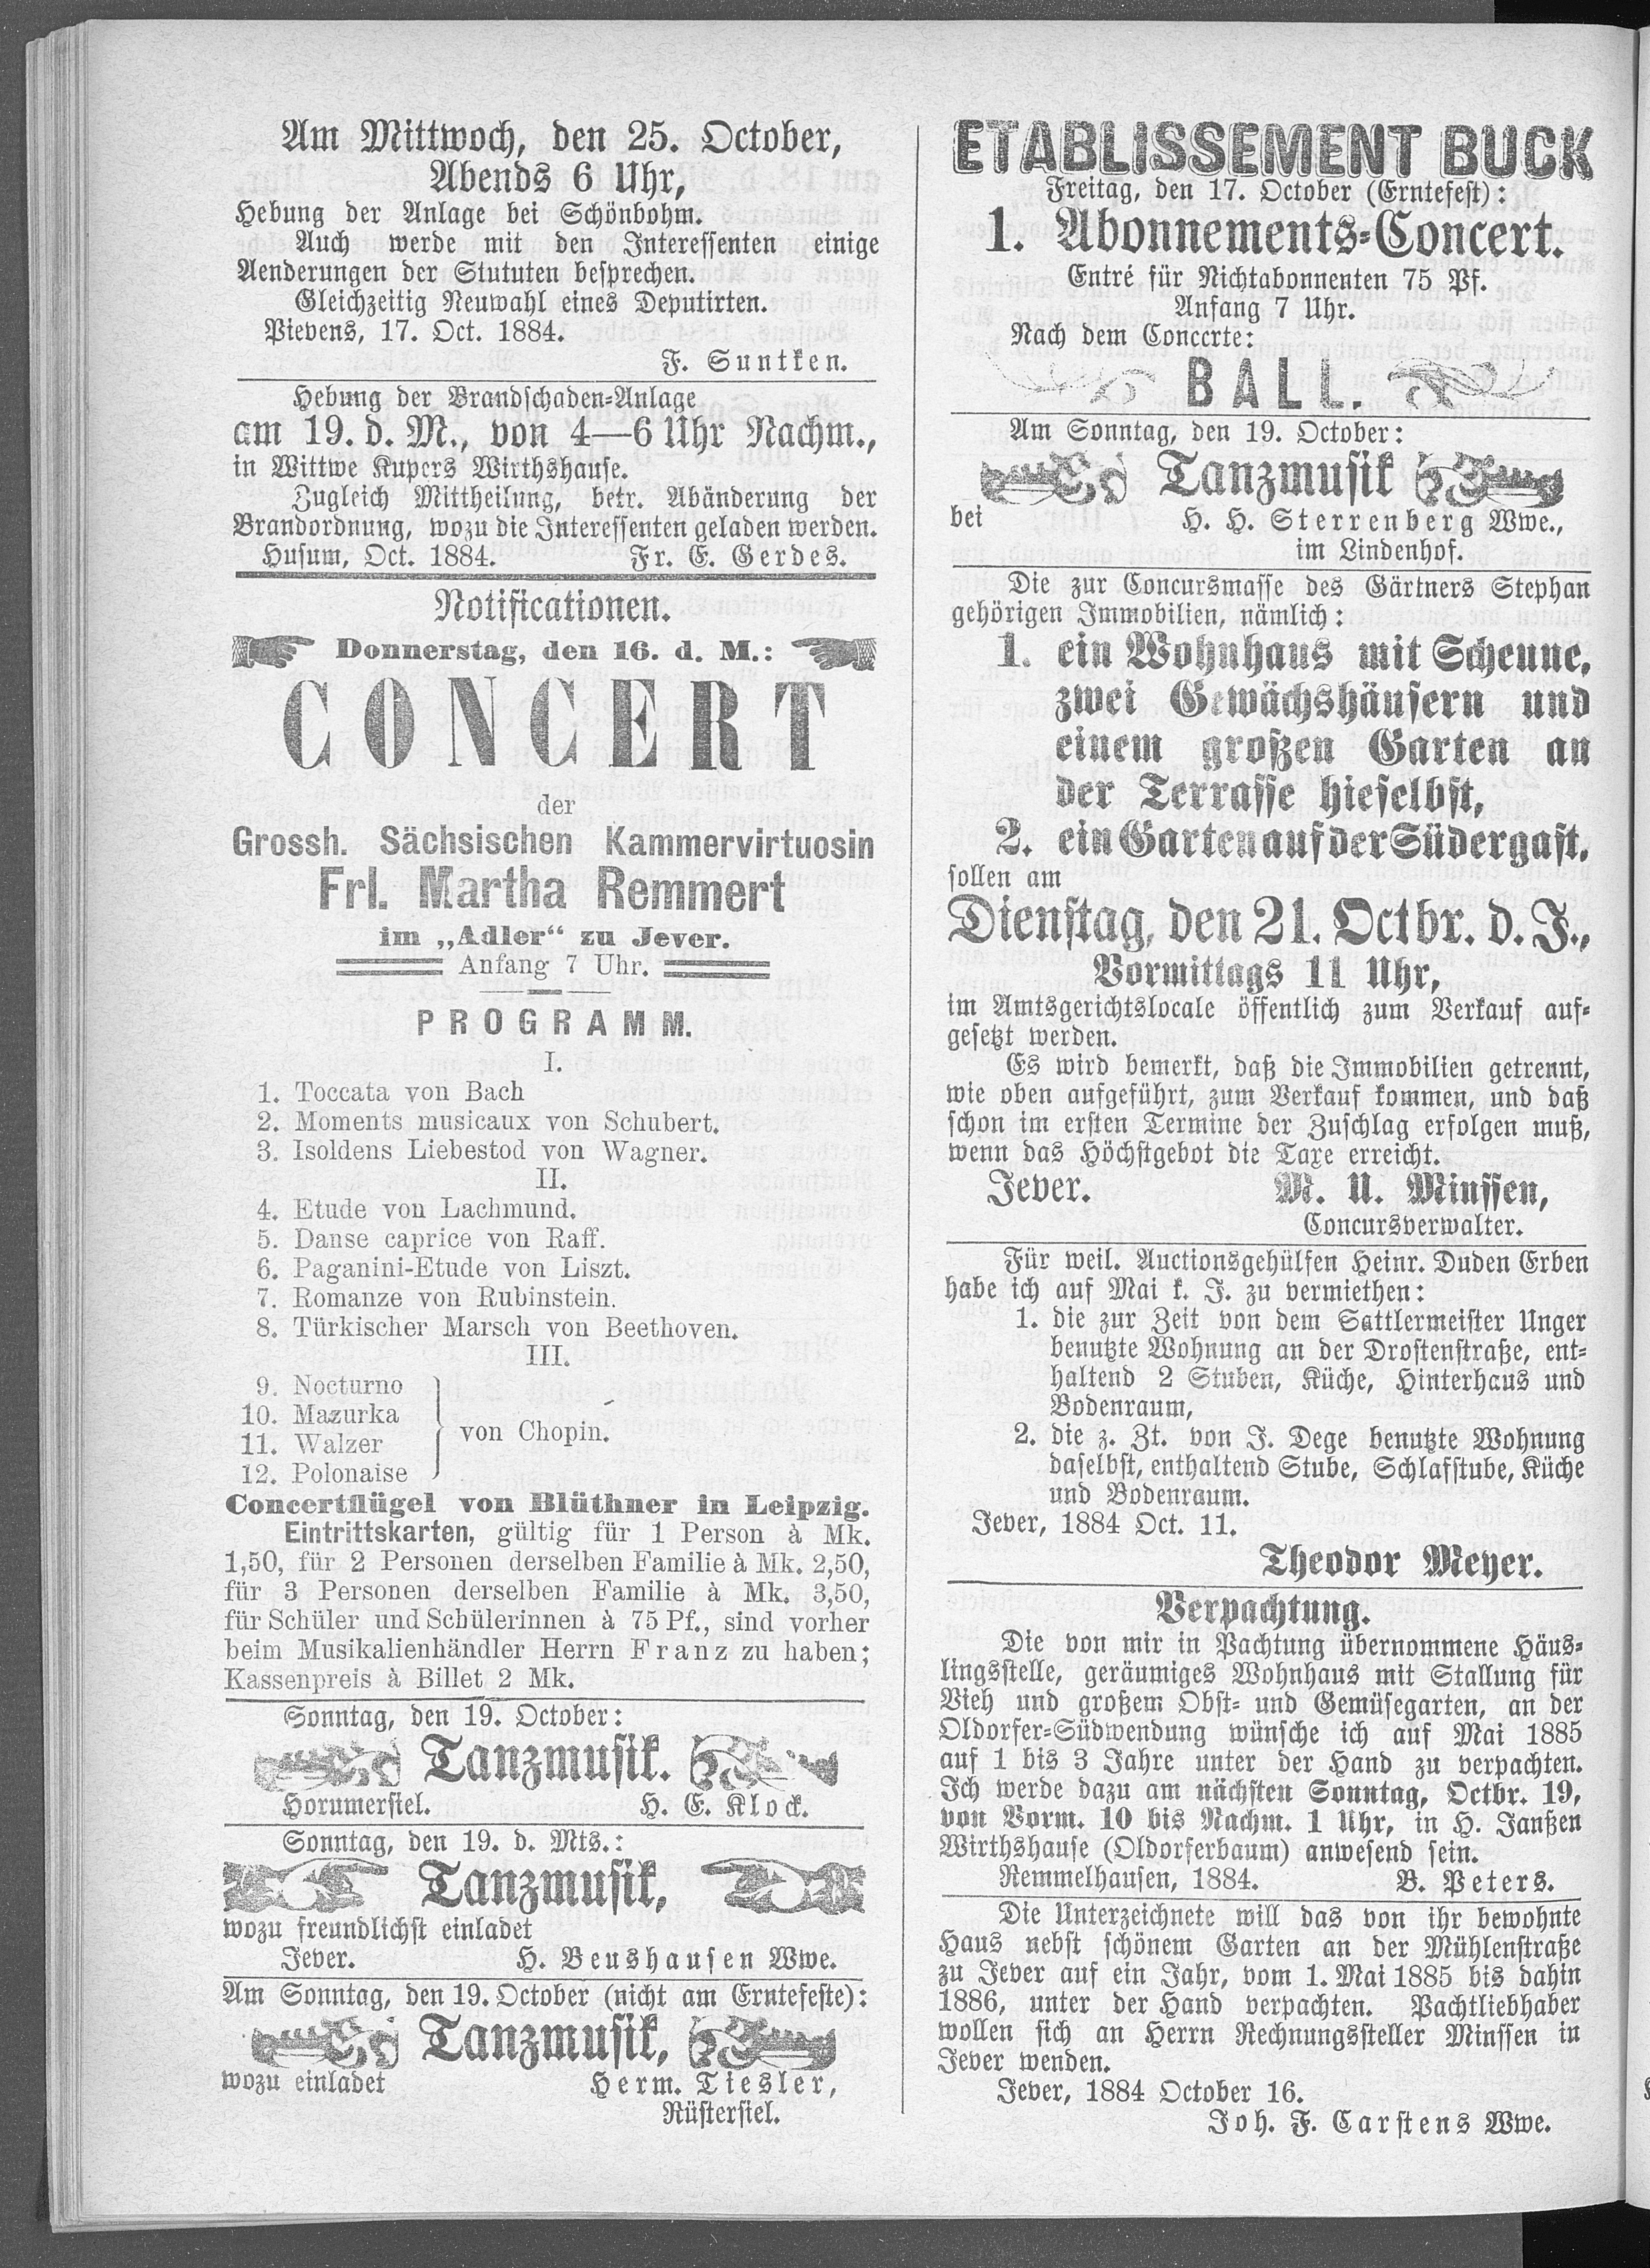 Am Mittwoch, den 25. October,
Abends 6 Uhr,
Hebung der Anlage bei Schönbohm.
Auch werde mit den Interessenten einige
Aenderungen der Stututen besprechen.
Gleichzeitig Neuwahl eines Deputirten.
Pievens, 17. Oct. 1884.
F. Suntken.
Hebung der Brandschaden-Anlage
am 19. d. M., von 4—6 Uhr Nachm.,
in Wittwe Kupers Wirthshause.
Zugleich Mittheilung, betr. Abänderung der
Brandordnung, wozu die Interessenten geladen werden.
Husum, Oct. 1884. Fr. E. Gerdes.
Notificationen.
Donnerstag, den 16. d. M.:
CONCERT
der
Grossh. Sächsischen Kammervirtuosin
Frl. Martha Remmert
im „Adler“ zu Jever.
Anfang 7 Uhr.
PROGRAMM.
I.
1. Toccata von Bach
2. Moments musicaux von Schubert.
3. Isoldens Liebestod von Wagner.
II.
4. Etude von Lachmund.
5. Danse caprice von Raff.
6. Paganini-Etude von Liszt.
7. Romanze von Rubinstein.
8. Türkischer Marsch von Beethoven.
III.
9. Nocturno
10. Mazurka
11. Walzer
12. Polonaise
von Chopin.
Concertflügel von Blüthner in Leipzig.
Eintrittskarten, gültig für 1 Person à Mk.
1,50, für 2 Personen derselben Familie à Mk. 2,50,
für 3 Personen derselben Familie à Mk. 3,50,
für Schüler und Schülerinnen à 75 Pf., sind vorher
beim Musikalienhändler Herrn Franz zu haben;
Kassenpreis à Billet 2 Mk.
Sonntag, den 19. October:
Tanzmusik.
Horumersiel. H. E. Klock.
Sonntag, den 19. d. Mts.:
Tanzmusik,
wozu freundlichst einladet
Jever. H. Beushausen Wwe.
Am Sonntag, den 19. October (nicht am Erntefeste):
Tanzmusik,
wozu einladet Herm. Tiesler,
Rüstersiel.
ETABLISSEMENT BUCK
Freitag, den 17. October (Erntefest):
1. Abonnements-Concert.
Entré für Nichtabonnenten 75 Pf.
Anfang 7 Uhr.
Nach dem Concerte:
BALL.
Am Sonntag, den 19. October:
Tanzmusik
bei H. H. Sterrenberg Wwe.,
im Lindenhof.
Die zur Concursmasse des Gärtners Stephan
gehörigen Immobilien, nämlich:
1. ein Wohnhaus mit Scheune,
zwei Gewächshäusern und
einem großen Garten an
der Terrasse hieselbst,
2. ein Garten auf der Südergast,
sollen am
Dienstag, den 21. Octbr. d. J.,
Vormittags 11 Uhr,
im Amtsgerichtslocale öffentlich zum Verkauf auf-
gesetzt werden.
Es wird bemerkt, daß die Immobilien getrennt,
wie oben aufgeführt, zum Verkauf kommen, und daß
schon im ersten Termine der Zuschlag erfolgen muß,
wenn das Höchstgebot die Taxe erreicht.
Jever. M. U. Minssen,
Concursverwalter.
Für weil. Auctionsgehülfen Heinr. Duden Erben
habe ich auf Mai k. J. zu vermiethen:
1. die zur Zeit von dem Sattlermeister Unger
benutzte Wohnung an der Drostenstraße, ent-
haltend 2 Stuben, Küche, Hinterhaus und
Bodenraum,
2. die z. Zt. von J. Dege benutzte Wohnung
daselbst, enthaltend Stube, Schlafstube, Küche
und Bodenraum.
Jever, 1884 Oct. 11.
Theodor Meyer.
Verpachtung.
Die von mir in Pachtung übernommene Häus-
lingsstelle, geräumiges Wohnhaus mit Stallung für
Vieh und großem Obst- und Gemüsegarten, an der
Oldorfer-Südwendung wünsche ich auf Mai 1885
auf 1 bis 3 Jahre unter der Hand zu verpachten.
Ich werde dazu am nächsten Sonntag, Octbr. 19,
von Vorm. 10 bis Nachm. 1 Uhr, in H. Janßen
Wirthshause (Oldorferbaum) anwesend sein.
Remmelhausen, 1884. B. Peters.
Die Unterzeichnete will das von ihr bewohnte
Haus nebst schönem Garten an der Mühlenstraße
zu Jever auf ein Jahr, vom 1. Mai 1885 bis dahin
1886, unter der Hand verpachten. Pachtliebhaber
wollen sich an Herrn Rechnungssteller Minssen in
Jever wenden.
Jever, 1884 October 16.
Joh. F. Carstens Wwe.